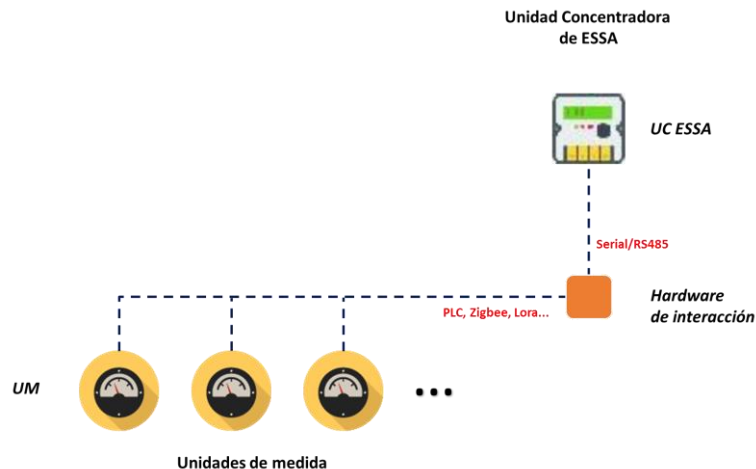 Unidad Concentradora
de ESSA
UC ESSA
Serial/RS485
Hardware
de interacción
PLC, Zigbee, Lora...
UM
Unidades de medida